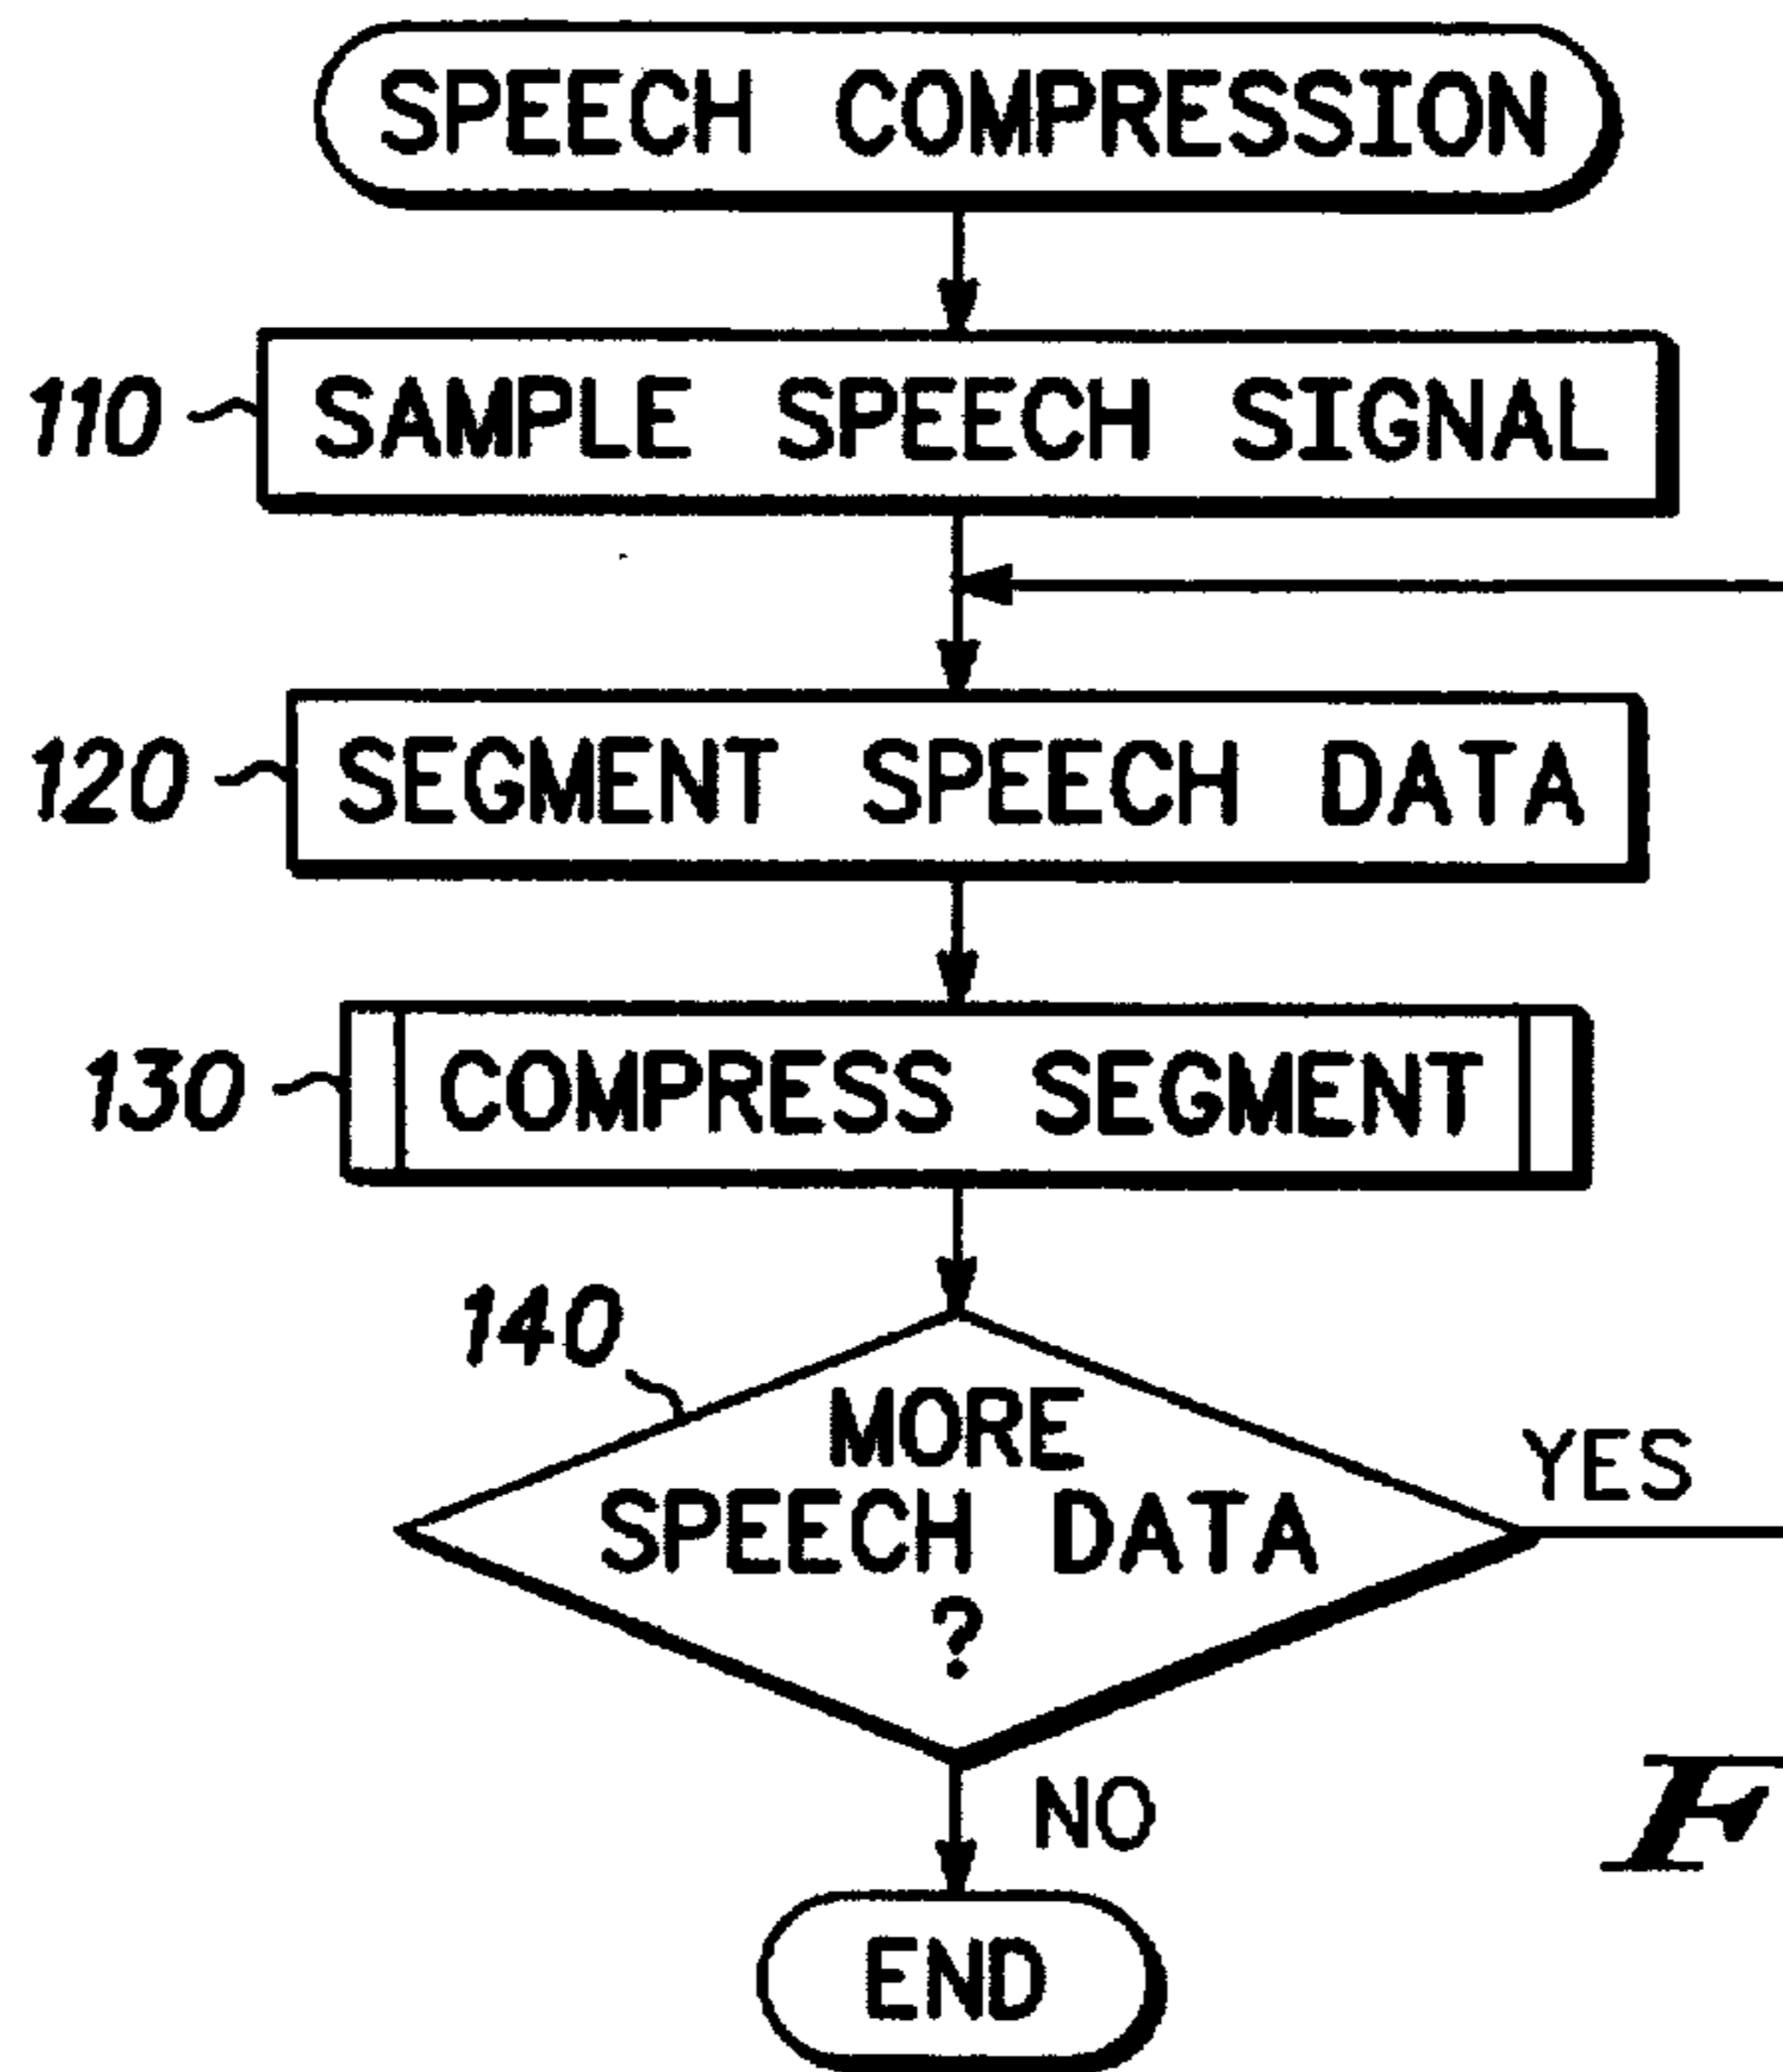 SPEECH COMPRESSION
110 SAMPLE SPEECH SIGNAL
120 SEGMENT SPEECH DATA
130 COMPRESS SEGMENT
140
MORE
SPEECH DATA
?
YES
NO
F
END